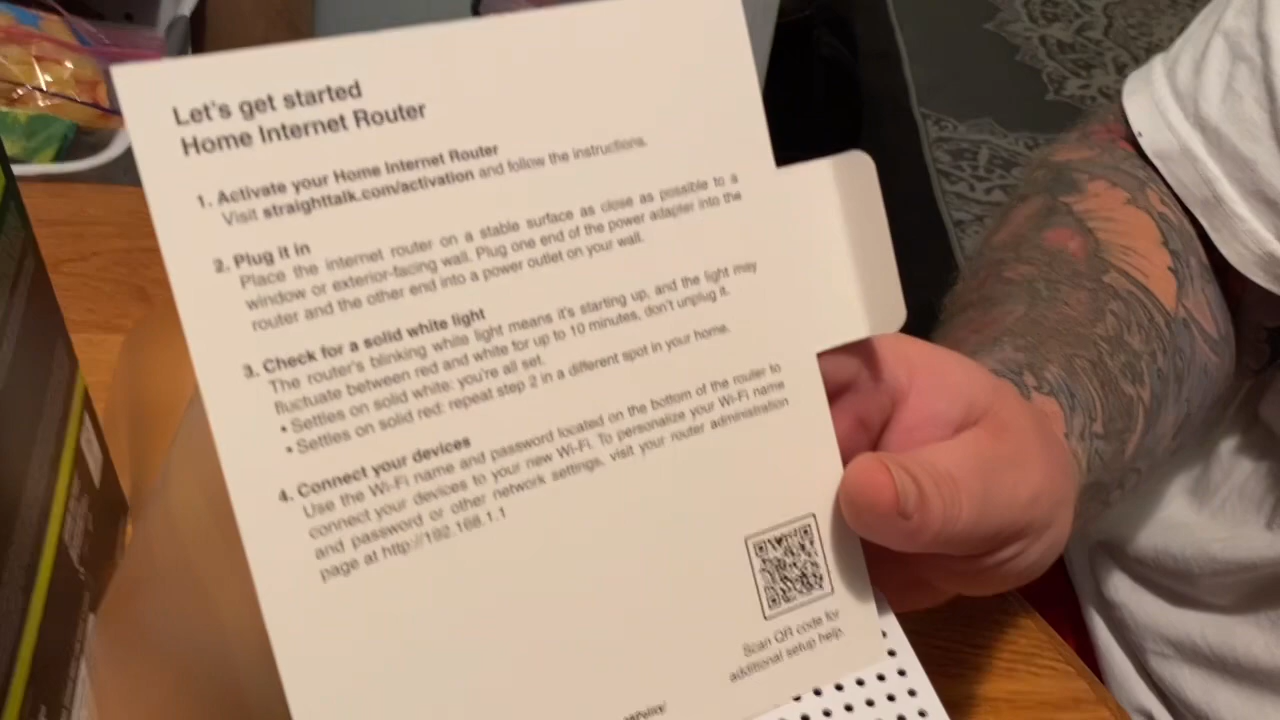 Let's get started
Home Internet Router
1. Activate your Home Internet Router
Visit straighttalk.com/activation and follow the instructions.
2. Plug it in
Place the internet router on a stable surface as close as possible to a
window or exterior-facing wall. Plug one end of the power adapter into the
router and the other end into a power outlet on your wall.
3. Check for a solid white light
The router's blinking white light means it's starting up, and the light may
fluctuate between red and white for up to 10 minutes, don't unplug it.
• Settles on solid white: you're all set.
• Settles on solid red: repeat step 2 in a different spot in your home.
4. Connect your devices
Use the Wi-Fi name and password located on the bottom of the router to
connect your devices to your new Wi-Fi. To personalize your Wi-Fi name
and password or other network settings, visit your router administration
page at http://192.168.1.1
Scan QR code for
additional setup help.